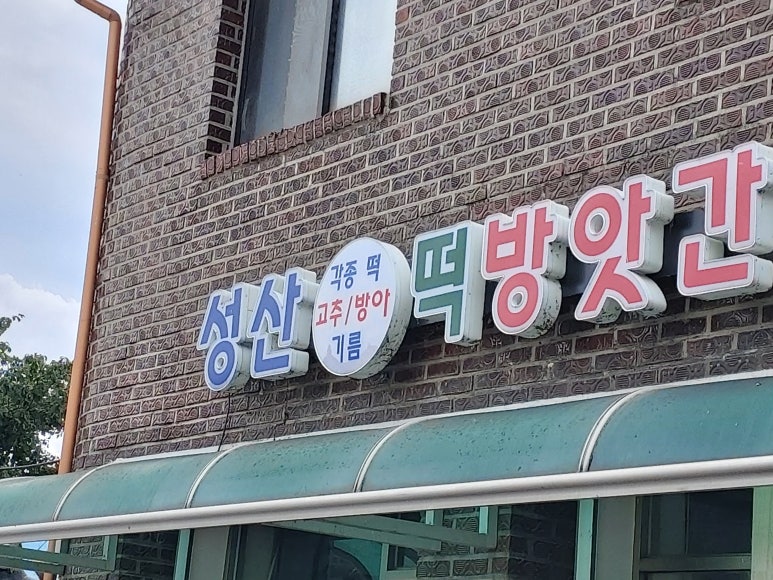 성산
각종 떡
고추/방아
기름
떡방앗간